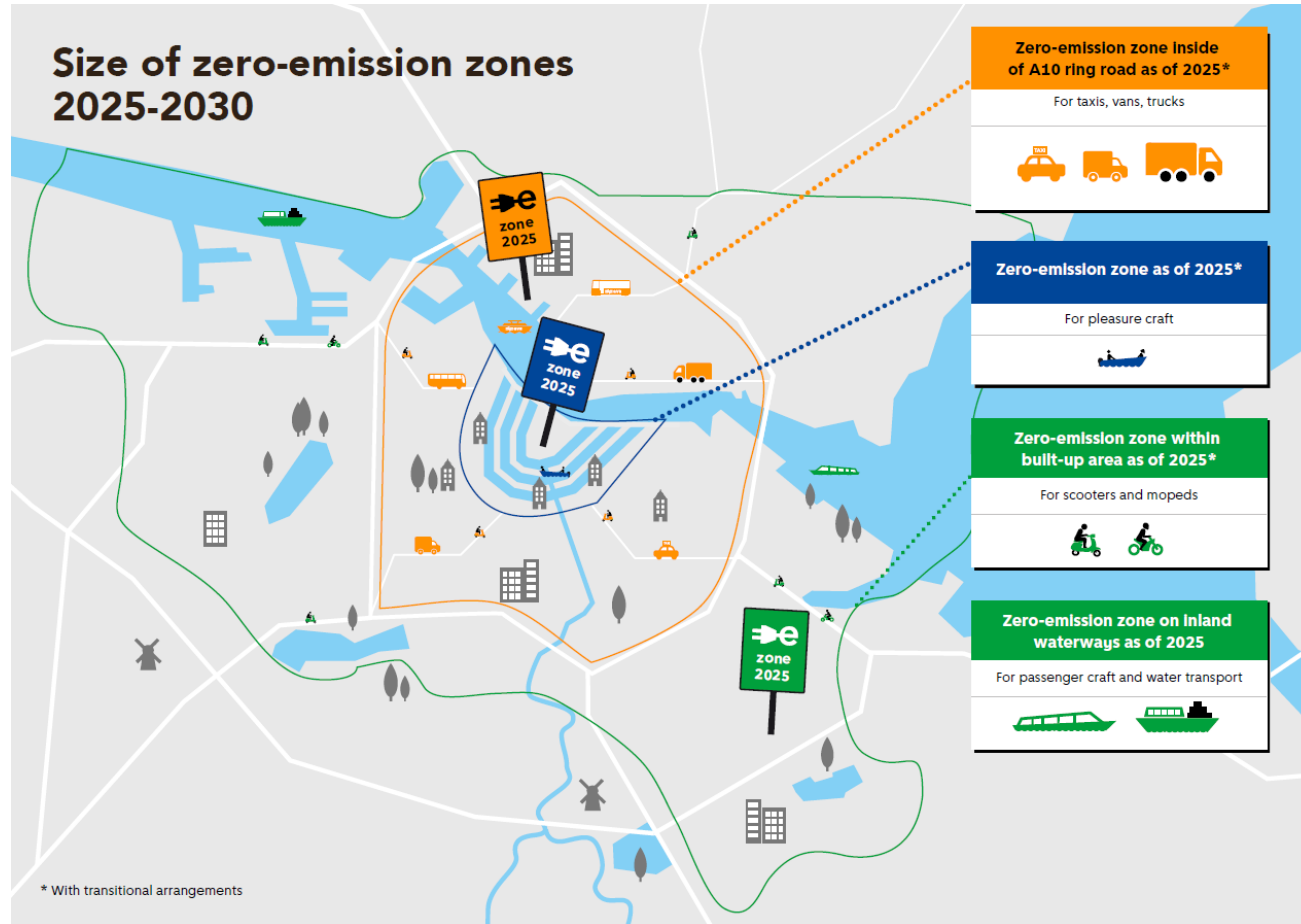 Size of zero-emission zones
2025-2030
Zero-emission zone inside
of A10 ring road as of 2025*
For taxis, vans, trucks
TAXI
Zero-emission zone as of 2025*
For pleasure craft
Zero-emission zone within
built-up area as of 2025*
For scooters and mopeds
Zero-emission zone on inland
waterways as of 2025
For passenger craft and water transport
e
zone
2025
e
zone
2025
e
zone
2025
* With transitional arrangements